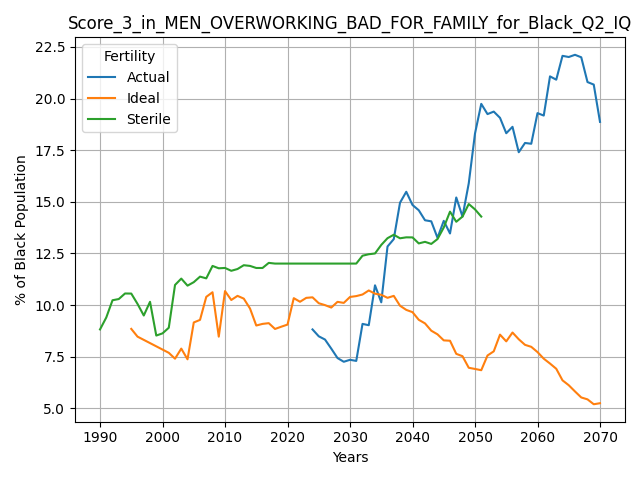 Score_3_in_MEN_OVERWORKING_BAD_FOR_FAMILY_for_Black_Q2_IQ
Fertility
Actual
Ideal
Sterile
% of Black Population
22.5
20.0
17.5
15.0
12.5
10.0
7.5
5.0
1990 2000 2010 2020 2030 2040 2050 2060 2070
Years